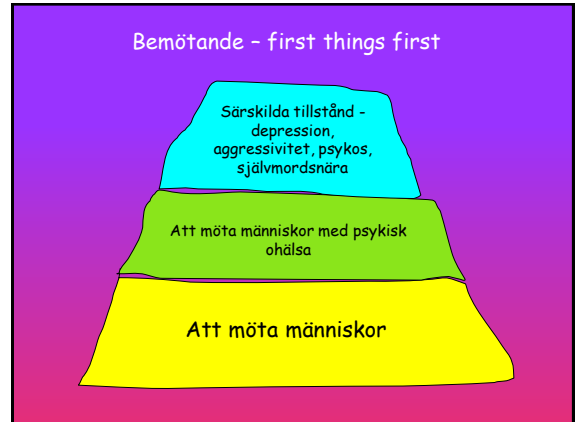 Bemötande – first things first
Särskilda tillstånd -
depression,
aggressivitet, psykos,
självmordsnära
Att möta människor med psykisk
ohälsa
Att möta människor